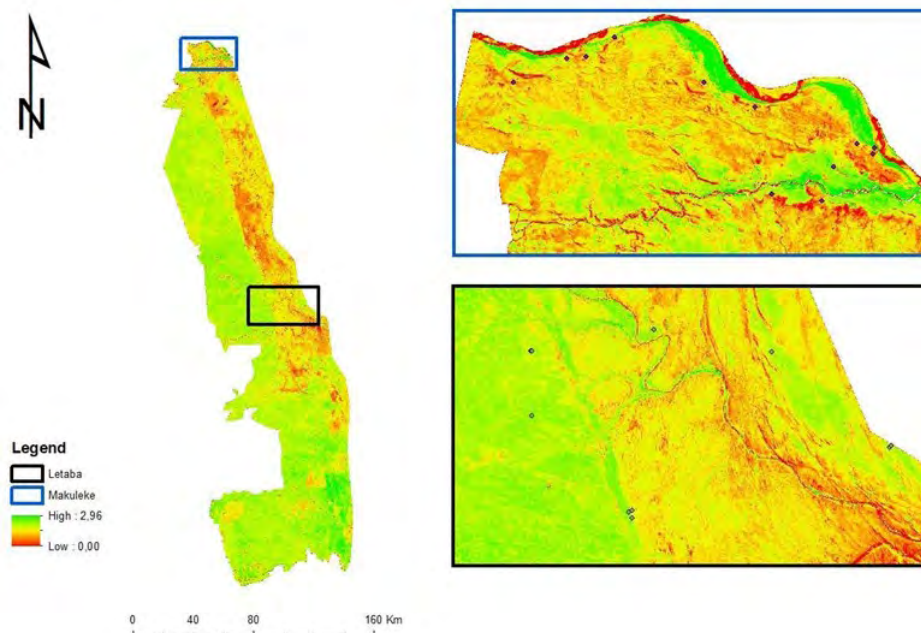 N
Legend
Letaba
Makuleke
High : 2,96
Low : 0,00
0 40 80 160 Km